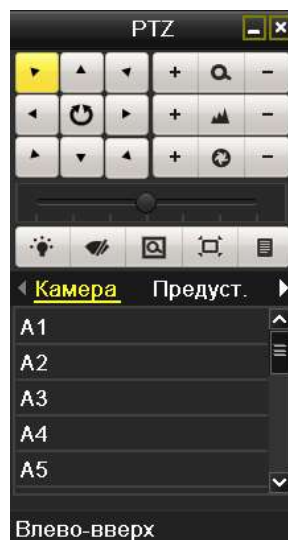 PTZ
+ −
+ −
+ −
Камера Предуст.
A1
A2
A3
A4
A5
Влево-вверх